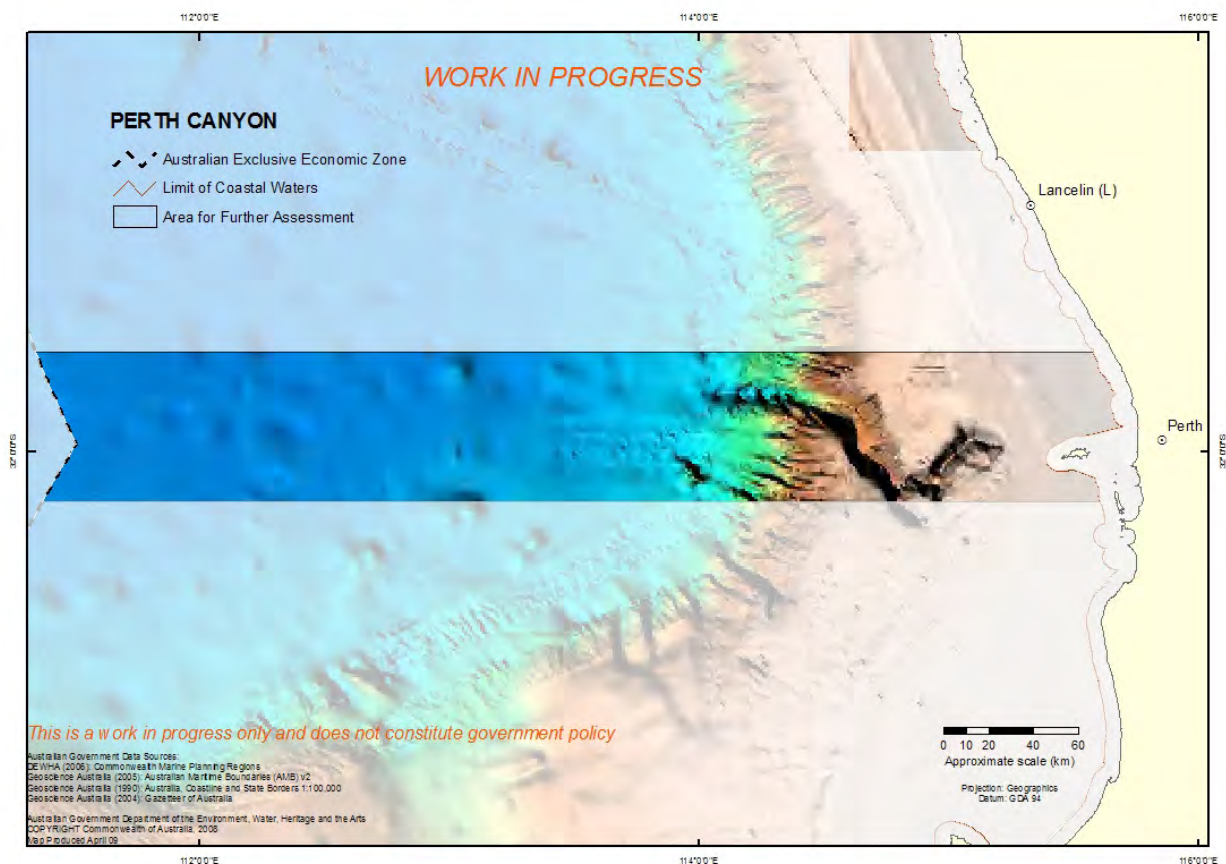 112°0'0"E 114°0'0"E 116°0'0"E
WORK IN PROGRESS
PERTH CANYON
Australian Exclusive Economic Zone
Limit of Coastal Waters
Area for Further Assessment
Lancelin (L)
Perth
32°0'0"S 32°0'0"S
This is a work in progress only and does not constitute government policy
Australian Government Data Sources:
DEWHA (2006): Commonwealth Marine Planning Regions
Geoscience Australia (2005): Australian Maritime Boundaries (AMB) v2
Geoscience Australia (1990): Australia, Coastline and State Borders 1:100,000
Geoscience Australia (2004): Gazetteer of Australia
Australian Government Department of the Environment, Water, Heritage and the Arts
COPYRIGHT Commonwealth of Australia, 2008
Map Produced April 09
0 10 20 40 60
Approximate scale (km)
Projection: Geographics
Datum: GDA 94
112°0'0"E 114°0'0"E 116°0'0"E